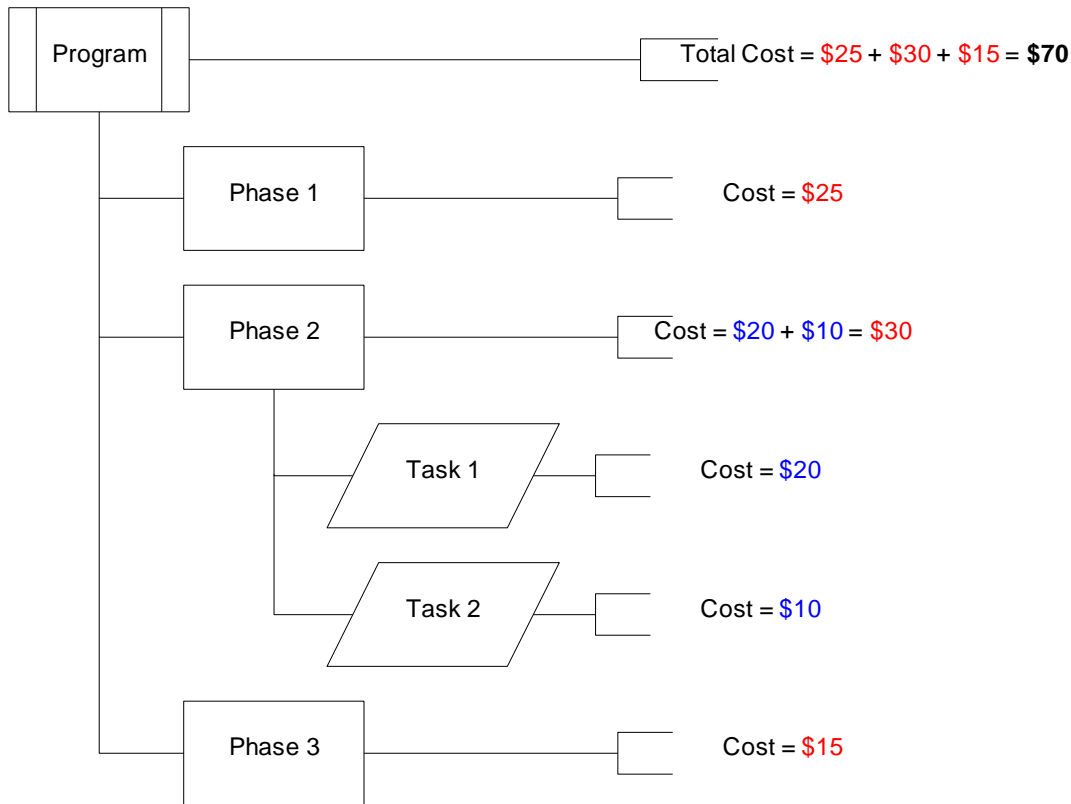 Program
Total Cost = $25 + $30 + $15 = $70
Phase 1
Cost = $25
Phase 2
Cost = $20 + $10 = $30
Task 1
Cost = $20
Task 2
Cost = $10
Phase 3
Cost = $15